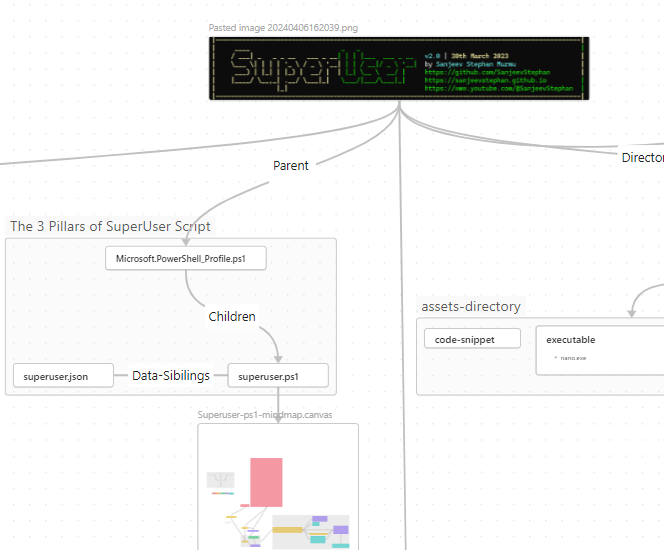 Pasted image 20240406162039.png
SuperUser
v2.0 | 30th March 2023
by Sanjeev Stephan Murmu
https://github.com/SanjeevStephan
https://sanjeevstephan.github.io
https://www.youtube.com/@SanjeevStephan
Parent
Directo
The 3 Pillars of SuperUser Script
Microsoft.PowerShell_Profile.ps1
Children
superuser.json
Data-Sibilings
superuser.ps1
assets-directory
code-snippet
executable
nano.exe
Superuser-ps1-mindmap.canvas